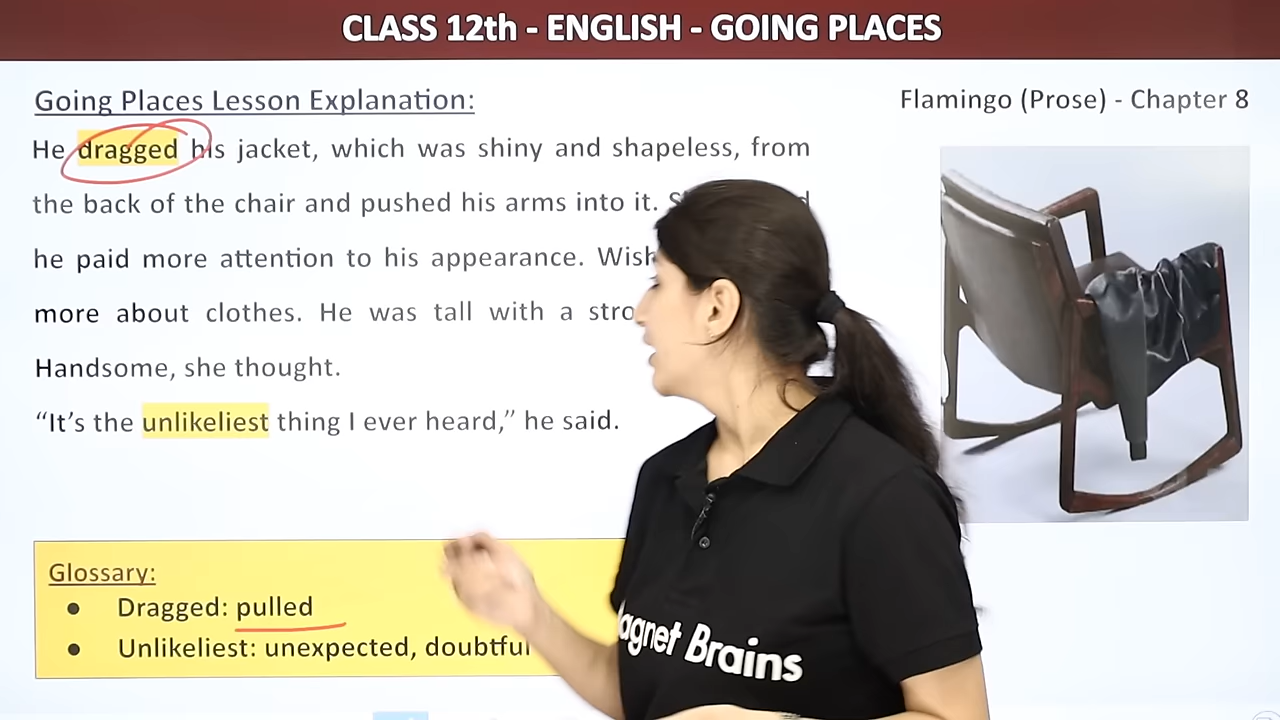 CLASS 12th - ENGLISH - GOING PLACES
Going Places Lesson Explanation:
Flamingo (Prose) - Chapter 8
He dragged his jacket, which was shiny and shapeless, from
the back of the chair and pushed his arms into it.
he paid more attention to his appearance.
more about clothes. He was tall with a
Handsome, she thought.
“It’s the unlikeliest thing I ever heard,” he said.
Glossary:
● Dragged: pulled
● Unlikeliest: unexpected, doubtful
agnet Brains